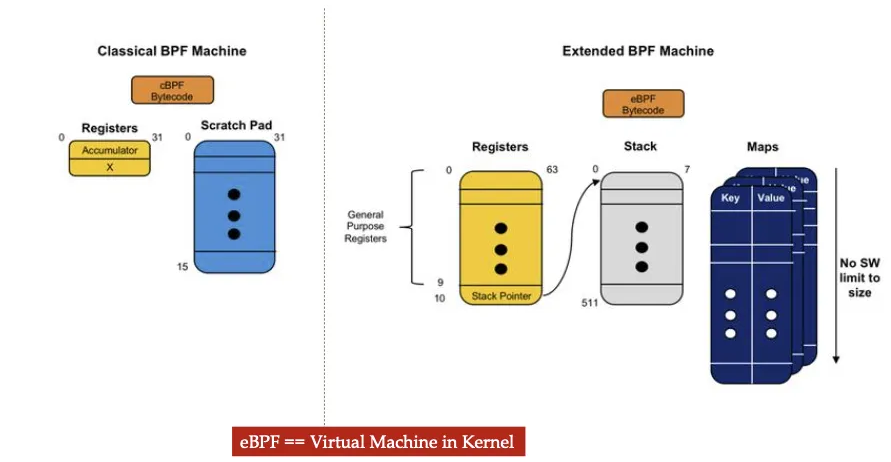 Classical BPF Machine
cBPF
Bytecode
Registers
0
31
Accumulator
X
Scratch Pad
0
31
15
Extended BPF Machine
eBPF
Bytecode
Registers
0
63
General
Purpose
Registers
9
10
Stack Pointer
Stack
0
7
511
Maps
Value
Value
Key
Value
No SW
limit to
size
eBPF == Virtual Machine in Kernel